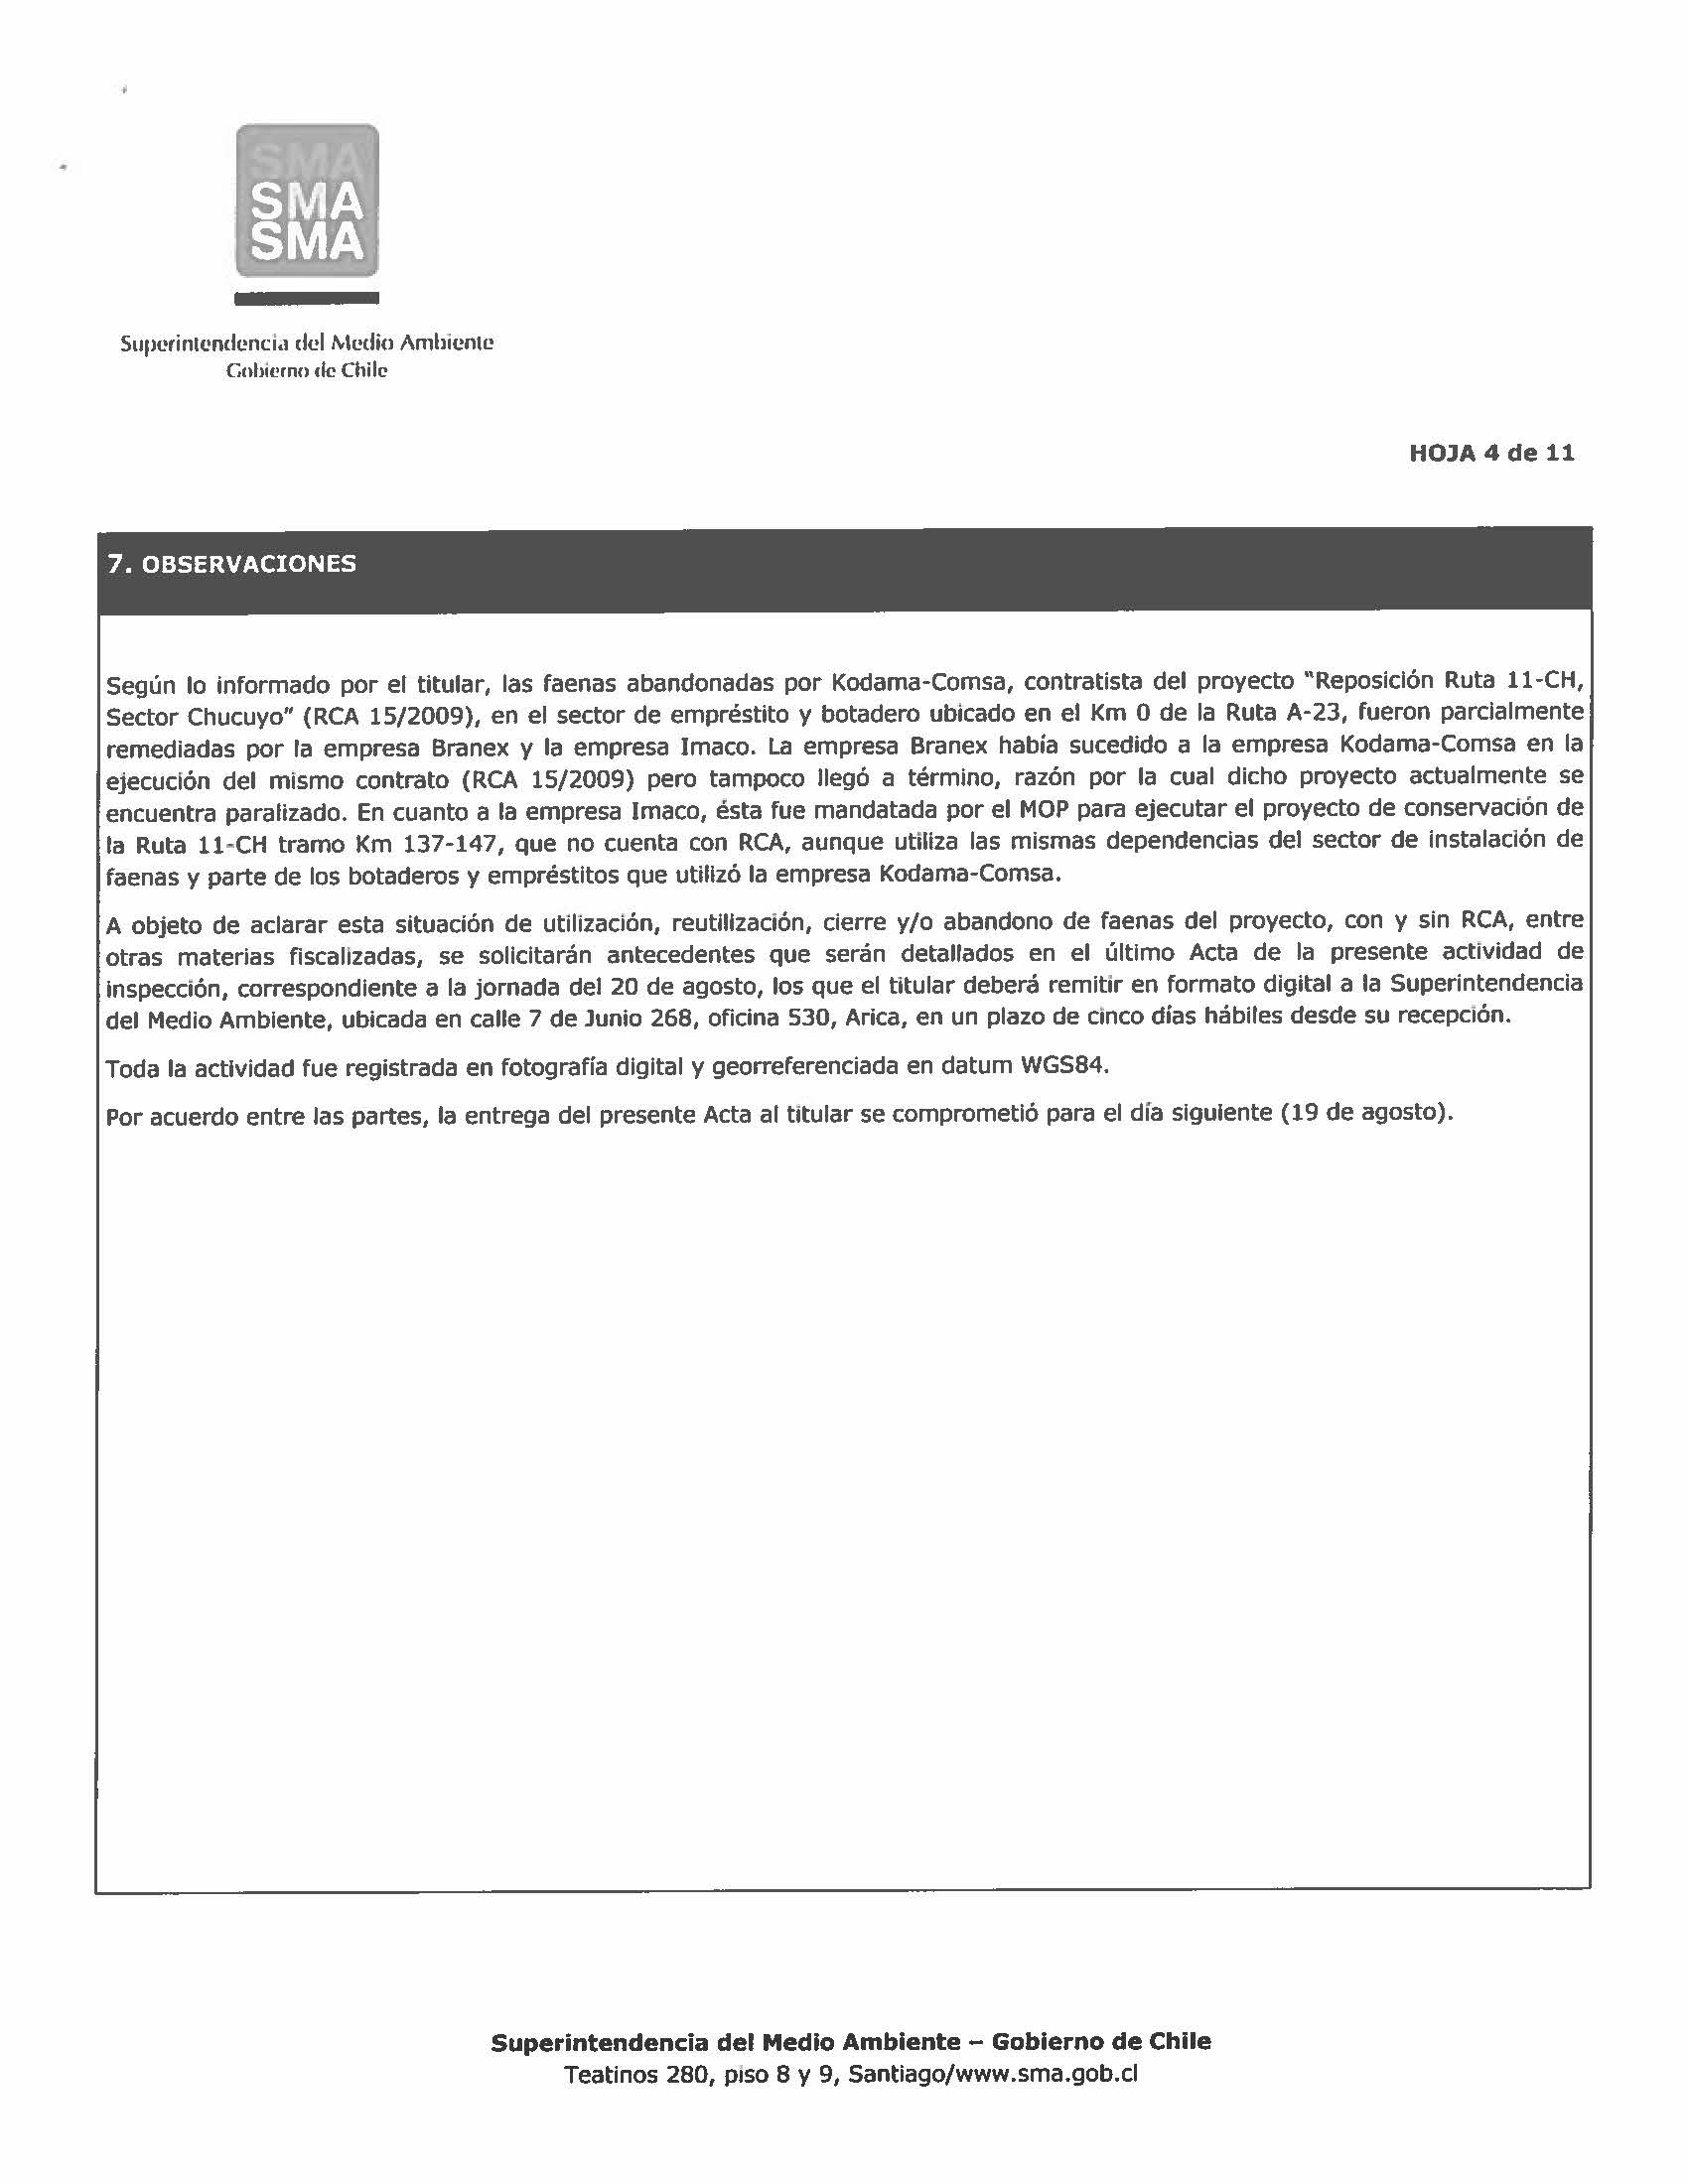 SMA
SMA
SMA
Superintendencia del Medio Ambiente
Gobierno de Chile
HOJA 4 de 11
7. OBSERVACIONES
Según lo informado por el titular, las faenas abandonadas por Kodama-Comsa, contratista del proyecto "Reposición Ruta 11-CH,
Sector Chucuyo" (RCA 15/2009), en el sector de empréstito y botadero ubicado en el Km 0 de la Ruta A-23, fueron parcialmente
remediadas por la empresa Branex y la empresa Imaco. La empresa Branex había sucedido a la empresa Kodama-Comsa en la
ejecución del mismo contrato (RCA 15/2009) pero tampoco llegó a término, razón por la cual dicho proyecto actualmente se
encuentra paralizado. En cuanto a la empresa Imaco, ésta fue mandatada por el MOP para ejecutar el proyecto de conservación de
la Ruta 11-CH tramo Km 137-147, que no cuenta con RCA, aunque utiliza las mismas dependencias del sector de instalación de
faenas y parte de los botaderos y empréstitos que utilizó la empresa Kodama-Comsa.
A objeto de aclarar esta situación de utilización, reutilización, cierre y/o abandono de faenas del proyecto, con y sin RCA, entre
otras materias fiscalizadas, se solicitarán antecedentes que serán detallados en el último Acta de la presente actividad de
inspección, correspondiente a la jornada del 20 de agosto, los que el titular deberá remitir en formato digital a la Superintendencia
del Medio Ambiente, ubicada en calle 7 de Junio 268, oficina 530, Arica, en un plazo de cinco días hábiles desde su recepción.
Toda la actividad fue registrada en fotografía digital y georreferenciada en datum WGS84.
Por acuerdo entre las partes, la entrega del presente Acta al titular se comprometió para el día siguiente (19 de agosto).
Superintendencia del Medio Ambiente – Gobierno de Chile
Teatinos 280, piso 8 y 9, Santiago/www.sma.gob.cl